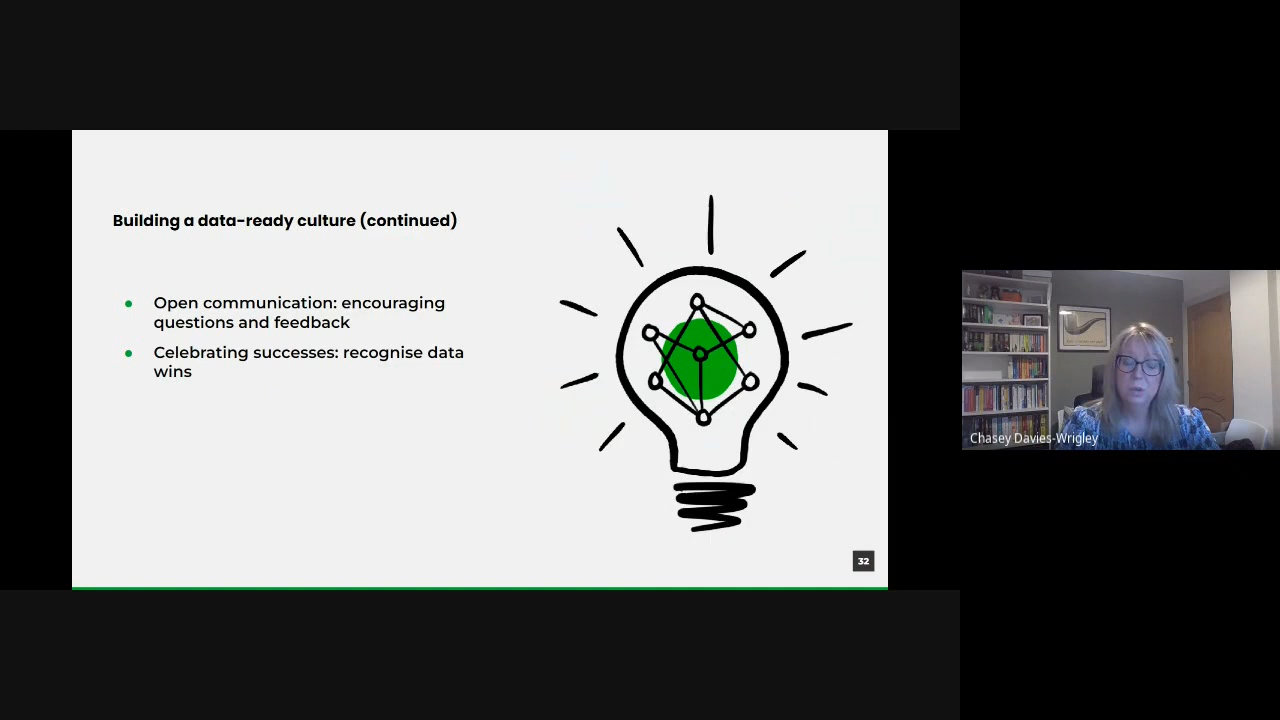 Building a data-ready culture (continued)
Open communication: encouraging
questions and feedback
Celebrating successes: recognise data
wins
32
Chasey Davies-Wrigley